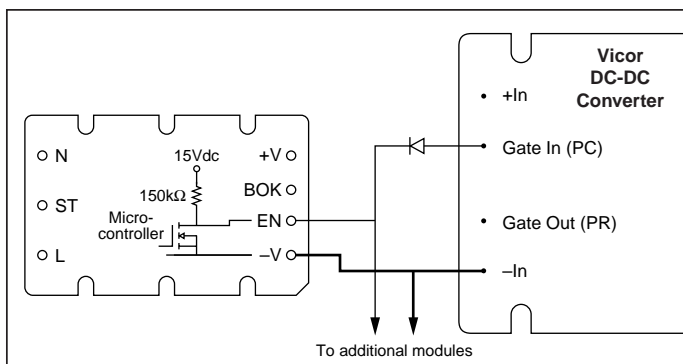 Vicor
DC-DC
Converter
+In
Gate In (PC)
Gate Out (PR)
–In
N
ST
L
15Vdc
150kΩ
Micro-
controller
+V
BOK
EN
–V
To additional modules